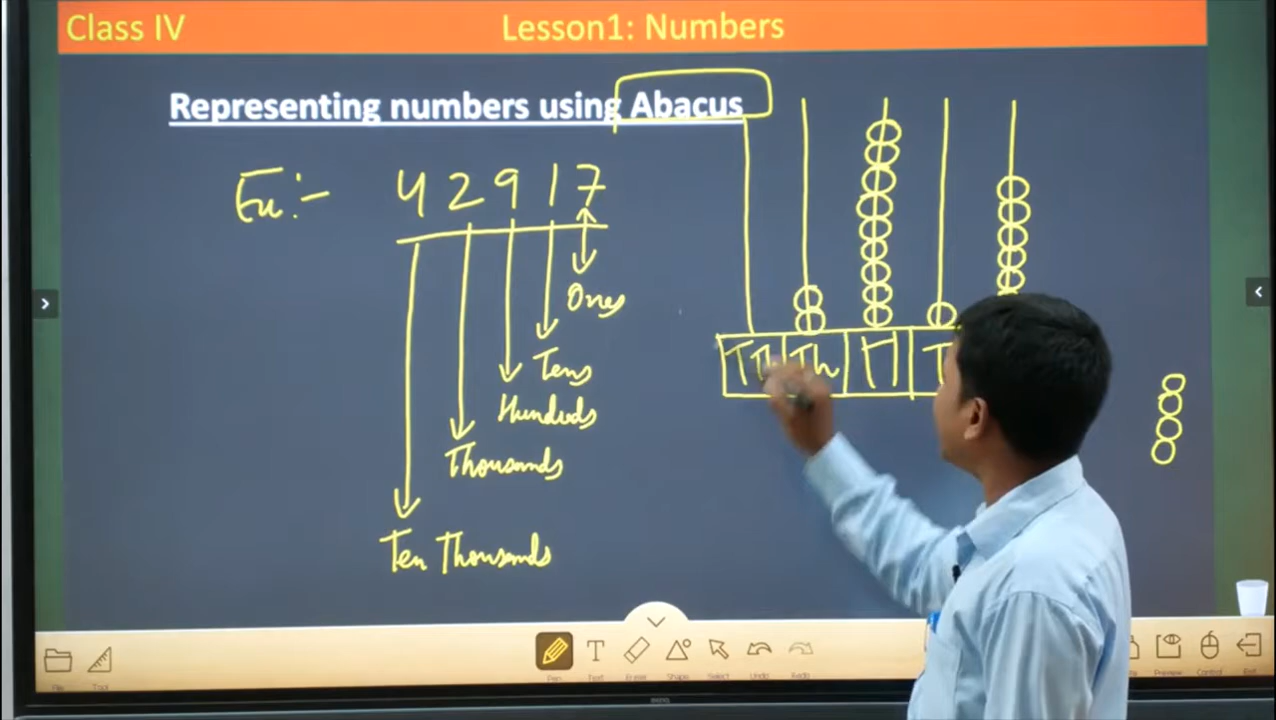 Class IV
Lesson1: Numbers
Representing numbers using Abacus
Ex:- 42917
Ones
Tens
Hundreds
Thousands
Ten Thousands
TTh Th H T